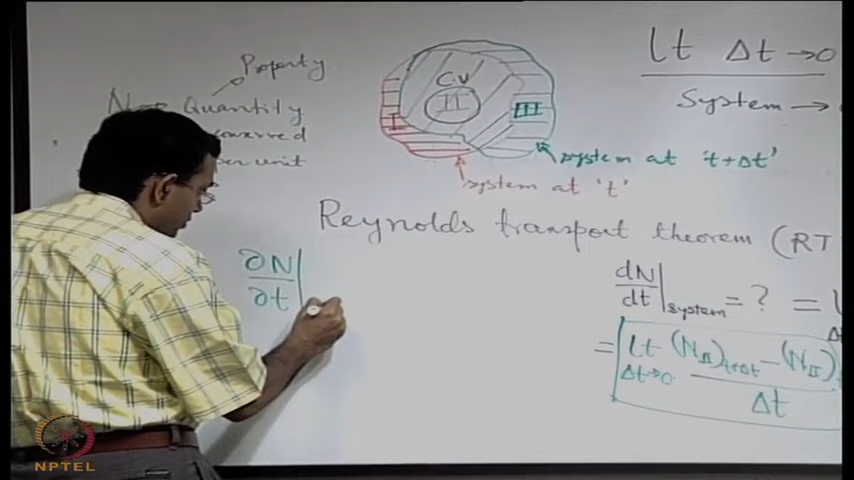 Property
Quantity
conserved
per unit
I
C.V
II
III
system at 't+Δt'
system at 't'
lt Δt→0
System →
Reynolds transport theorem (RT
∂N/∂t|
dN/dt|system = ? =
= lt Δt→0 (N_II)t+Δt − (N_II) / Δt
NPTEL